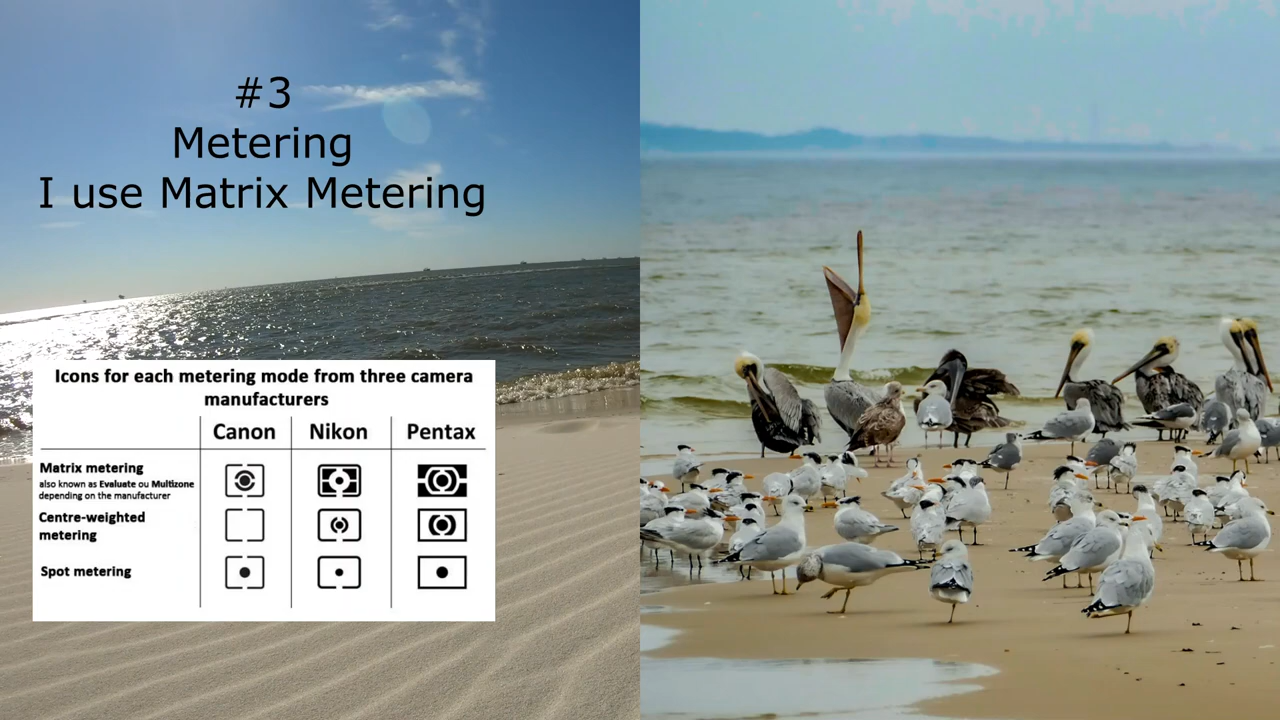 #3
Metering
I use Matrix Metering
Icons for each metering mode from three camera
manufacturers
Canon Nikon Pentax
Matrix metering
also known as Evaluate ou Multizone
depending on the manufacturer
Centre-weighted
metering
Spot metering